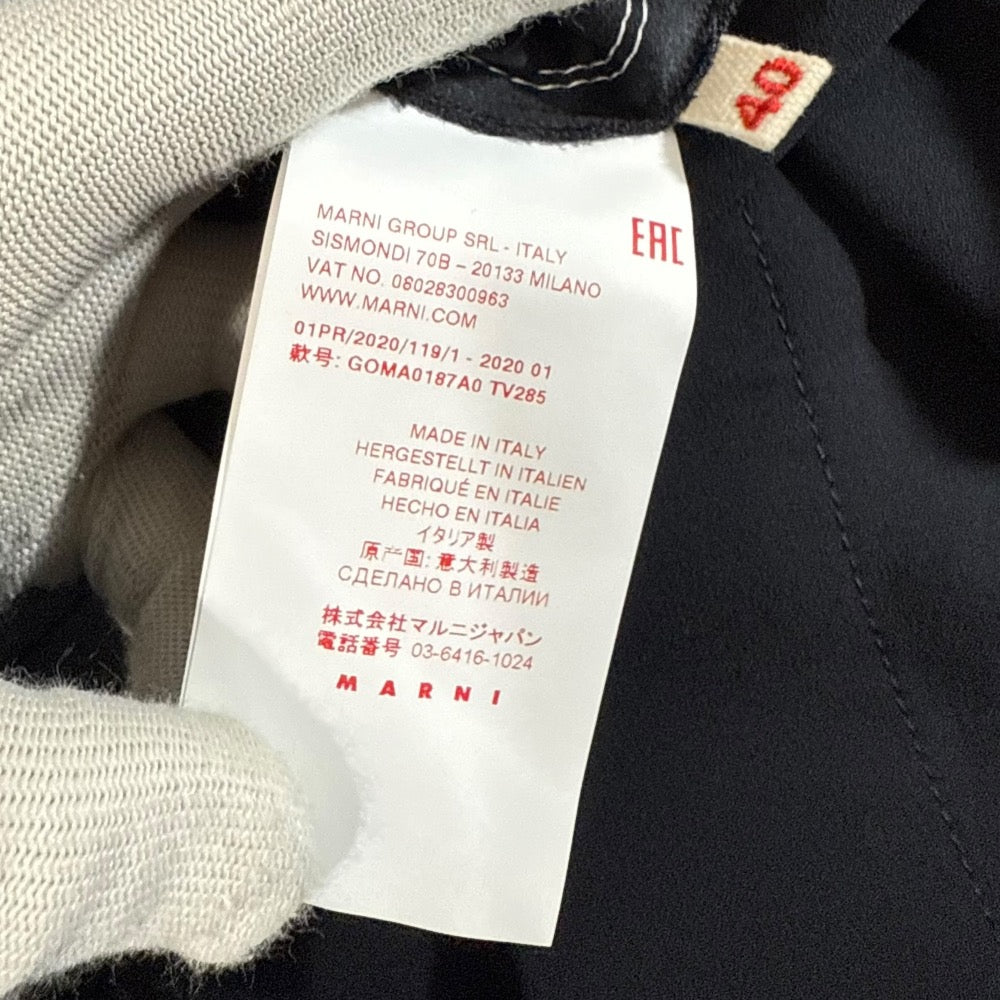 40
MARNI GROUP SRL - ITALY
SISMONDI 70B – 20133 MILANO
VAT NO. 08028300963
WWW.MARNI.COM
EAC
01PR/2020/119/1 - 2020 01
款号: GOMA0187A0 TV285
MADE IN ITALY
HERGESTELLT IN ITALIEN
FABRIQUÉ EN ITALIE
HECHO EN ITALIA
イタリア製
原产国: 意大利製造
СДЕЛАНО В ИТАЛИИ
株式会社マルニジャパン
電話番号 03-6416-1024
MARNI